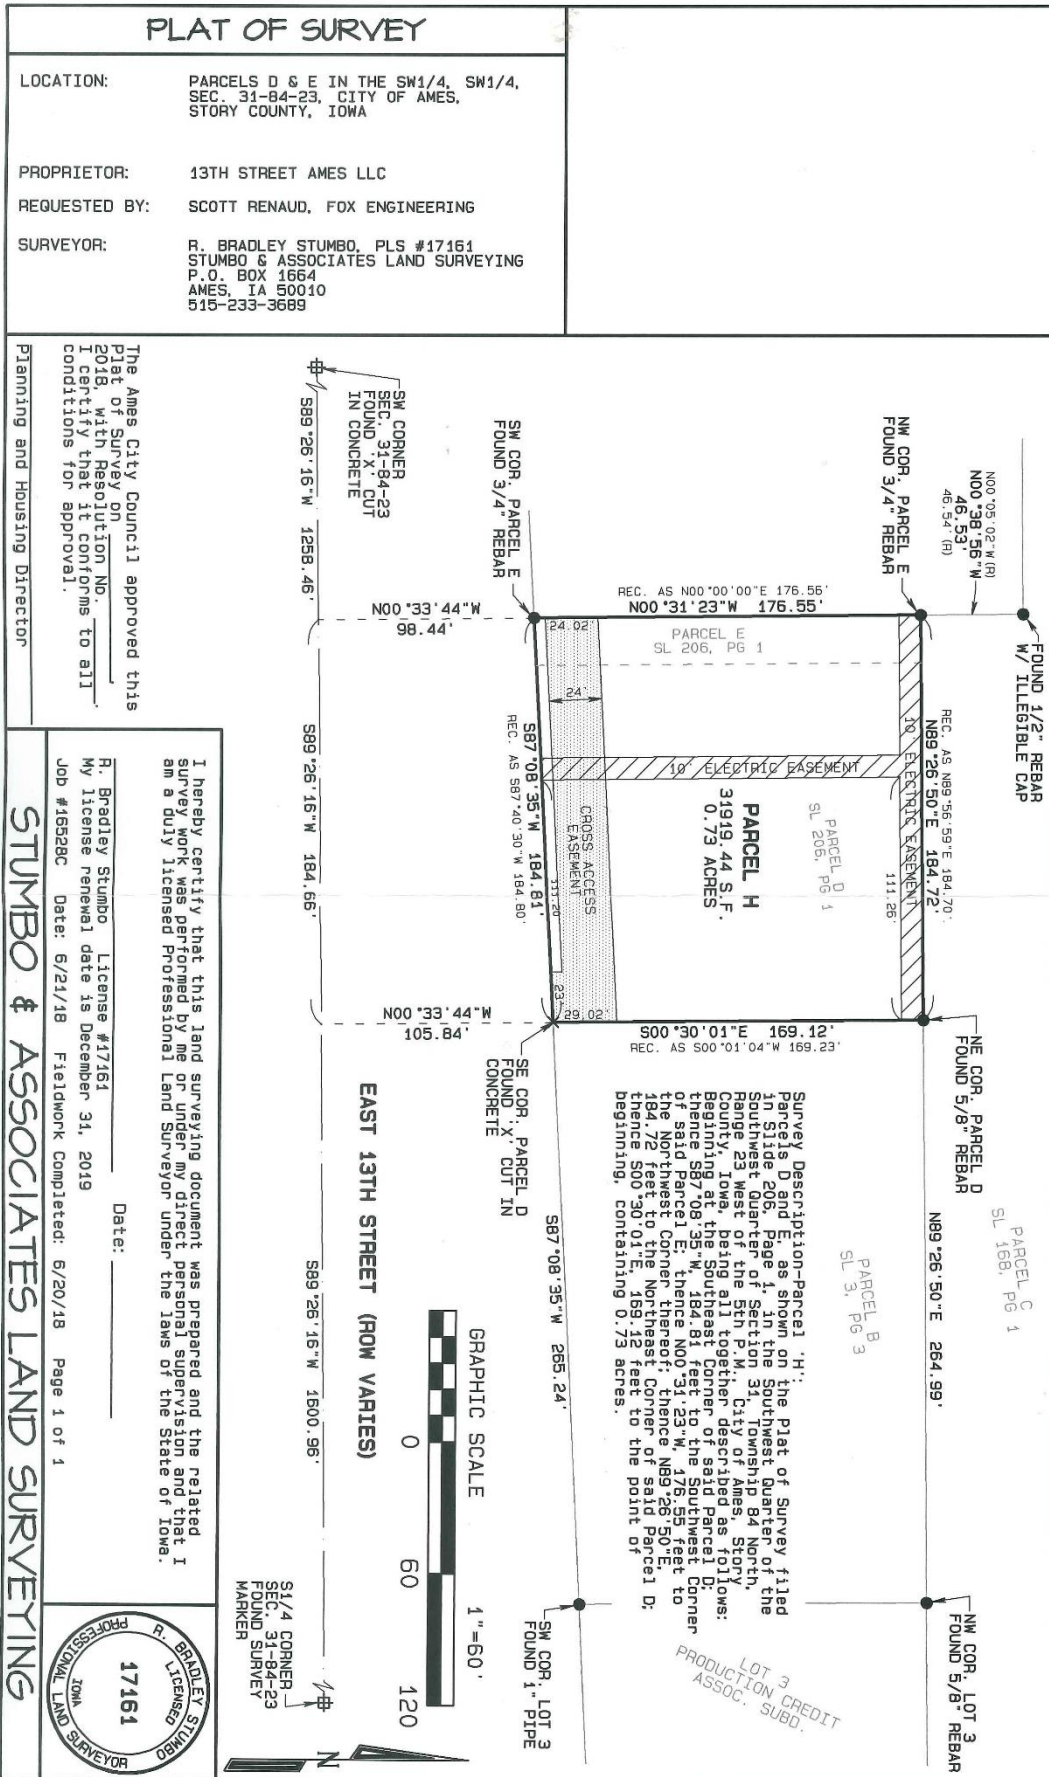 PLAT OF SURVEY
LOCATION:
PARCELS D & E IN THE SW1/4, SW1/4,
SEC. 31-84-23, CITY OF AMES,
STORY COUNTY, IOWA
PROPRIETOR:
13TH STREET AMES LLC
REQUESTED BY:
SCOTT RENAUD, FOX ENGINEERING
SURVEYOR:
R. BRADLEY STUMBO, PLS #17161
STUMBO & ASSOCIATES LAND SURVEYING
P.O. BOX 1664
AMES, IA 50010
515-233-3689
FOUND 1/2" REBAR
W/ ILLEGIBLE CAP
N00°05'02"W (R)
N00°38'56"W
46.53'
46.54' (R)
NW COR. PARCEL E
FOUND 3/4" REBAR
REC. AS N89°56'59"E 184.70'
N89°26'50"E 184.72'
10' ELECTRIC EASEMENT
111.26'
NE COR. PARCEL D
FOUND 5/8" REBAR
N89°26'50"E 264.99'
NW COR. LOT 3
FOUND 5/8" REBAR
PARCEL C
SL 168, PG 1
PARCEL B
SL 3, PG 3
LOT 3
PRODUCTION CREDIT
ASSOC. SUBD.
REC. AS N00°00'00"E 176.56'
N00°31'23"W 176.55'
PARCEL E
SL 206, PG 1
PARCEL D
SL 206, PG 1
10' ELECTRIC EASEMENT
PARCEL H
31919.44 S.F.
0.73 ACRES
S00°30'01"E 169.12'
REC. AS S00°01'04"W 169.23'
24.02'
24'
CROSS ACCESS
EASEMENT
111.20'
23'
29.02'
S87°08'35"W 184.81'
REC. AS S87°40'30"W 184.80'
SW COR. PARCEL E
FOUND 3/4" REBAR
SE COR. PARCEL D
FOUND 'X' CUT IN
CONCRETE
S87°08'35"W 265.24'
SW COR. LOT 3
FOUND 1" PIPE
Survey Description-Parcel 'H':
Parcels D and E, as shown on the Plat of Survey filed
in Slide 206, Page 1, in the Southwest Quarter of the
Southwest Quarter of Section 31, Township 84 North,
Range 23 West of the 5th P.M., City of Ames, Story
County, Iowa, being all together described as follows:
Beginning at the Southeast Corner of said Parcel D;
thence S87°08'35"W, 184.81 feet to the Southwest Corner
of said Parcel E; thence N00°31'23"W, 176.55 feet to
the Northwest Corner thereof; thence N89°26'50"E,
184.72 feet to the Northeast Corner of said Parcel D;
thence S00°30'01"E, 169.12 feet to the point of
beginning, containing 0.73 acres.
N00°33'44"W
98.44'
N00°33'44"W
105.84'
EAST 13TH STREET (ROW VARIES)
SW CORNER
SEC. 31-84-23
FOUND 'X' CUT
IN CONCRETE
S89°26'16"W 1258.46'
S89°26'16"W 184.66'
S89°26'16"W 1600.96'
S1/4 CORNER
SEC. 31-84-23
FOUND SURVEY
MARKER
GRAPHIC SCALE 1"=60'
0 60 120
N
The Ames City Council approved this
Plat of Survey on ________,
2018, with Resolution No. ______.
I certify that it conforms to all
conditions for approval.
Planning and Housing Director
I hereby certify that this land surveying document was prepared and the related
survey work was performed by me or under my direct personal supervision and that I
am a duly licensed Professional Land Surveyor under the laws of the State of Iowa.
Date:
R. Bradley Stumbo License #17161
My license renewal date is December 31, 2019
Job #16528C Date: 6/21/18 Fieldwork Completed: 6/20/18 Page 1 of 1
STUMBO & ASSOCIATES LAND SURVEYING
R. BRADLEY STUMBO
LICENSED
17161
IOWA
PROFESSIONAL LAND SURVEYOR